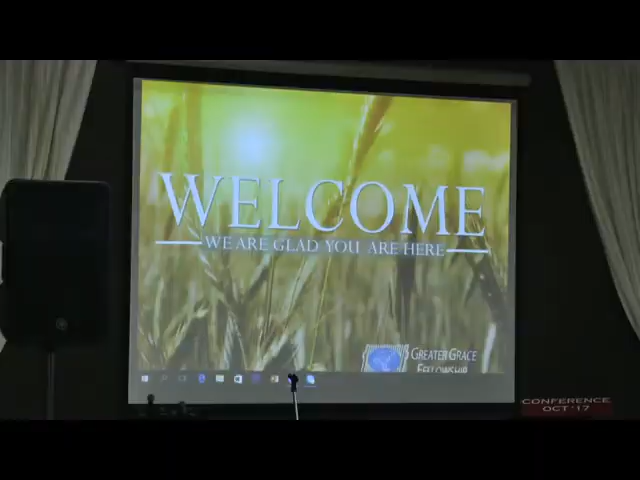 WELCOME
WE ARE GLAD YOU ARE HERE
GREATER GRACE
FELLOWSHIP
CONFERENCE
OCT '17